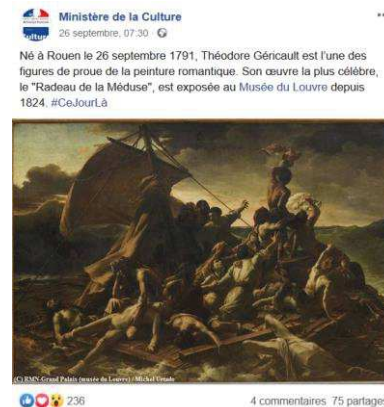 Ministère de la Culture
26 septembre, 07:30 ·
Né à Rouen le 26 septembre 1791, Théodore Géricault est l'une des
figures de proue de la peinture romantique. Son œuvre la plus célèbre,
le "Radeau de la Méduse", est exposée au Musée du Louvre depuis
1824. #CeJourLà
(C) RMN-Grand Palais (musée du Louvre) / Michel Urtado
236
4 commentaires 75 partages